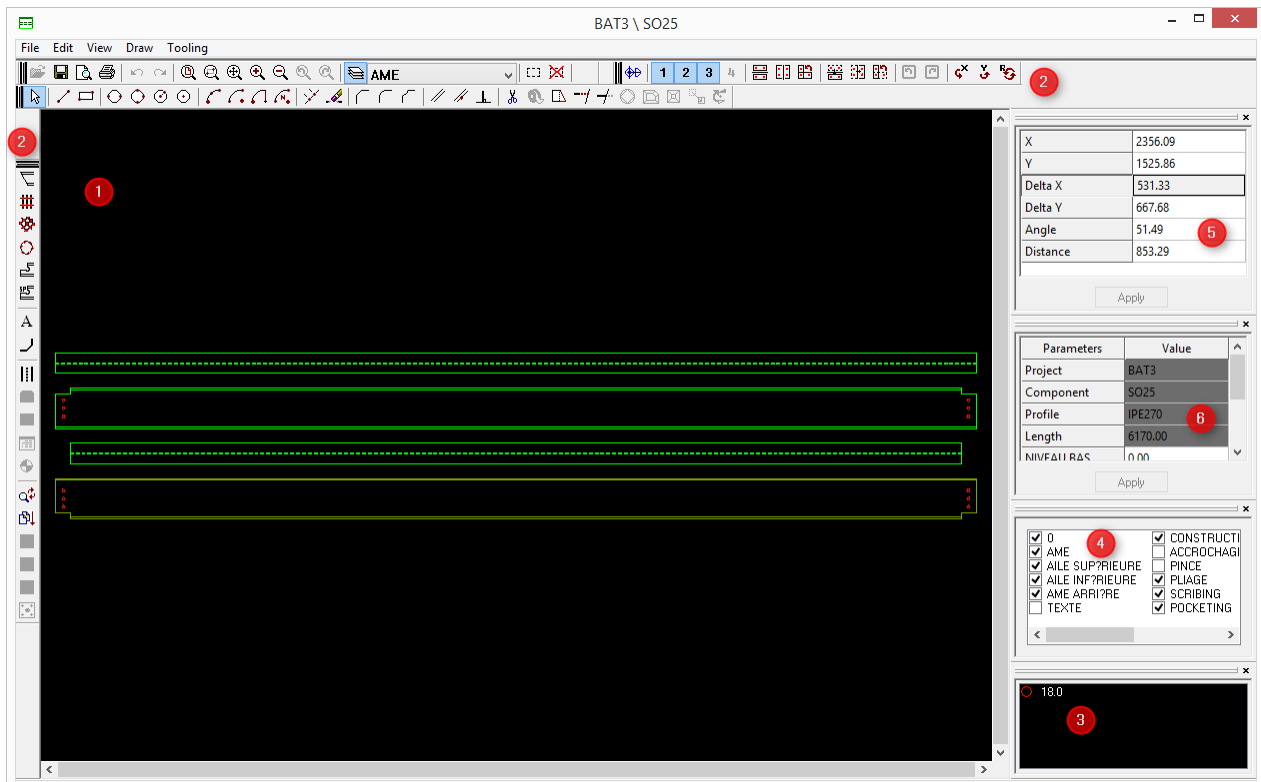 BAT3 \ SO25
File Edit View Draw Tooling
AME 1 2 3 4 X Y R
2
N
2
1
SP
A
X 2356.09
Y 1525.86
Delta X 531.33
Delta Y 667.68
Angle 51.49
Distance 853.29
5
Apply
Parameters Value
Project BAT3
Component SO25
Profile IPE270
Length 6170.00
NIVEAU BAS 0.00
6
Apply
0 CONSTRUCTI
AME ACCROCHAGI
AILE SUP?RIEURE PINCE
AILE INF?RIEURE PLIAGE
AME ARRI?RE SCRIBING
TEXTE POCKETING
4
18.0
3